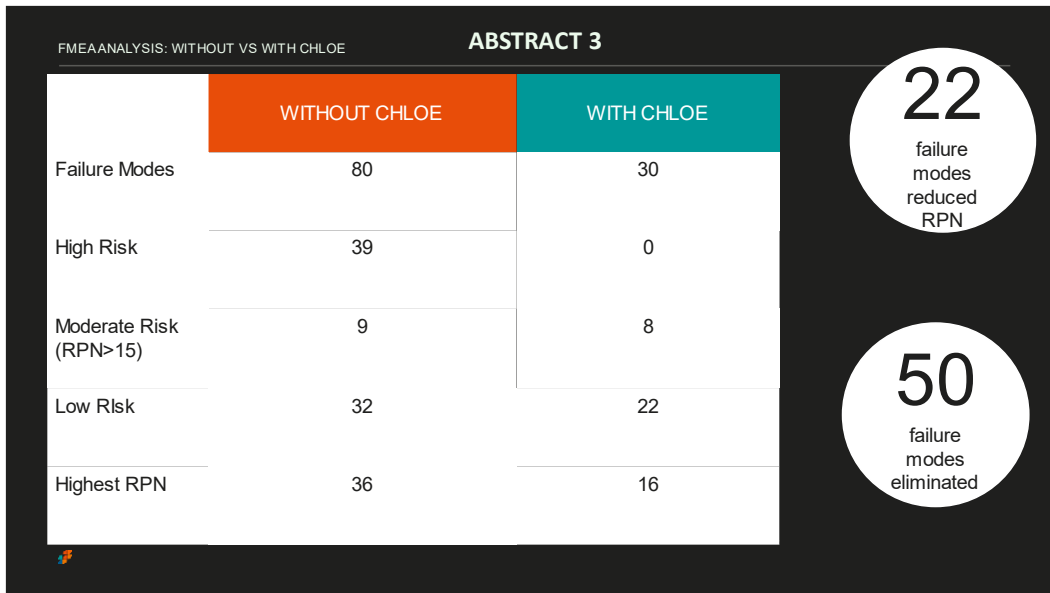 FMEA ANALYSIS: WITHOUT VS WITH CHLOE
ABSTRACT 3
WITHOUT CHLOE
WITH CHLOE
Failure Modes
80
30
High Risk
39
0
Moderate Risk
(RPN>15)
9
8
Low RIsk
32
22
Highest RPN
36
16
22
failure
modes
reduced
RPN
50
failure
modes
eliminated